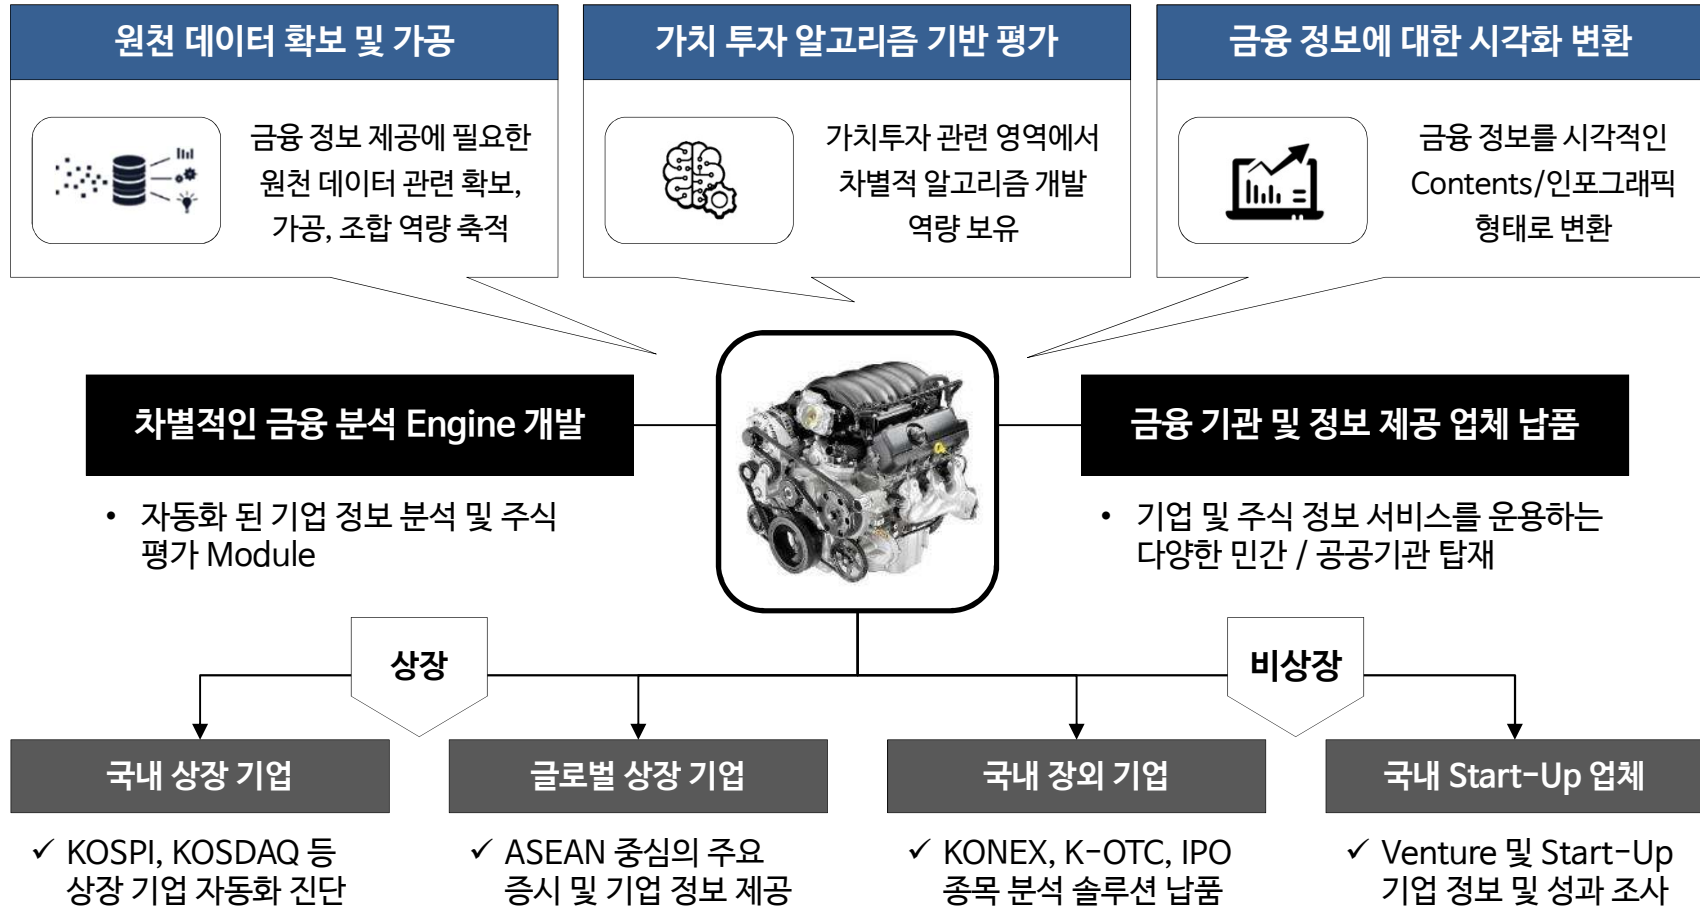 원천 데이터 확보 및 가공
금융 정보 제공에 필요한
원천 데이터 관련 확보,
가공, 조합 역량 축적
가치 투자 알고리즘 기반 평가
가치투자 관련 영역에서
차별적 알고리즘 개발
역량 보유
금융 정보에 대한 시각화 변환
금융 정보를 시각적인
Contents/인포그래픽
형태로 변환
차별적인 금융 분석 Engine 개발
• 자동화 된 기업 정보 분석 및 주식
평가 Module
금융 기관 및 정보 제공 업체 납품
• 기업 및 주식 정보 서비스를 운용하는
다양한 민간 / 공공기관 탑재
상장
비상장
국내 상장 기업
✓ KOSPI, KOSDAQ 등
상장 기업 자동화 진단
글로벌 상장 기업
✓ ASEAN 중심의 주요
증시 및 기업 정보 제공
국내 장외 기업
✓ KONEX, K-OTC, IPO
종목 분석 솔루션 납품
국내 Start-Up 업체
✓ Venture 및 Start-Up
기업 정보 및 성과 조사